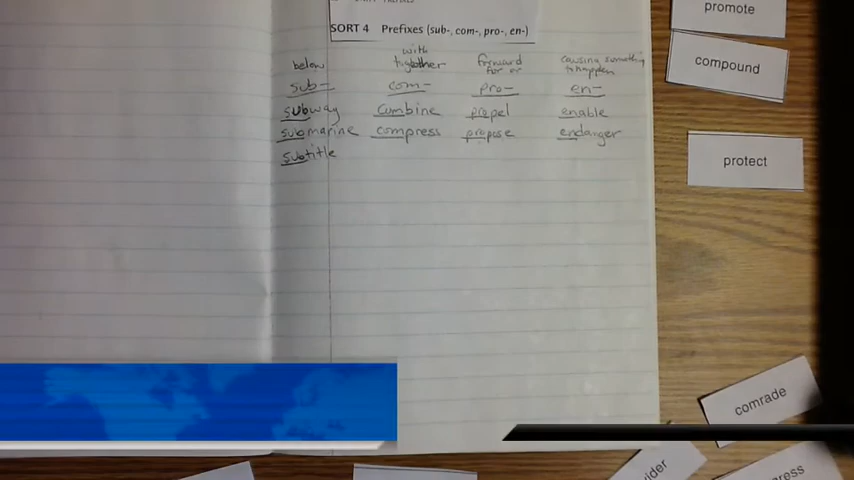 SORT 4 Prefixes (sub-, com-, pro-, en-)
below
with
together
forward
for or
causing something
to happen
sub- com- pro- en-
subway combine propel enable
submarine compress propose endanger
subtitle
promote
compound
protect
comrade